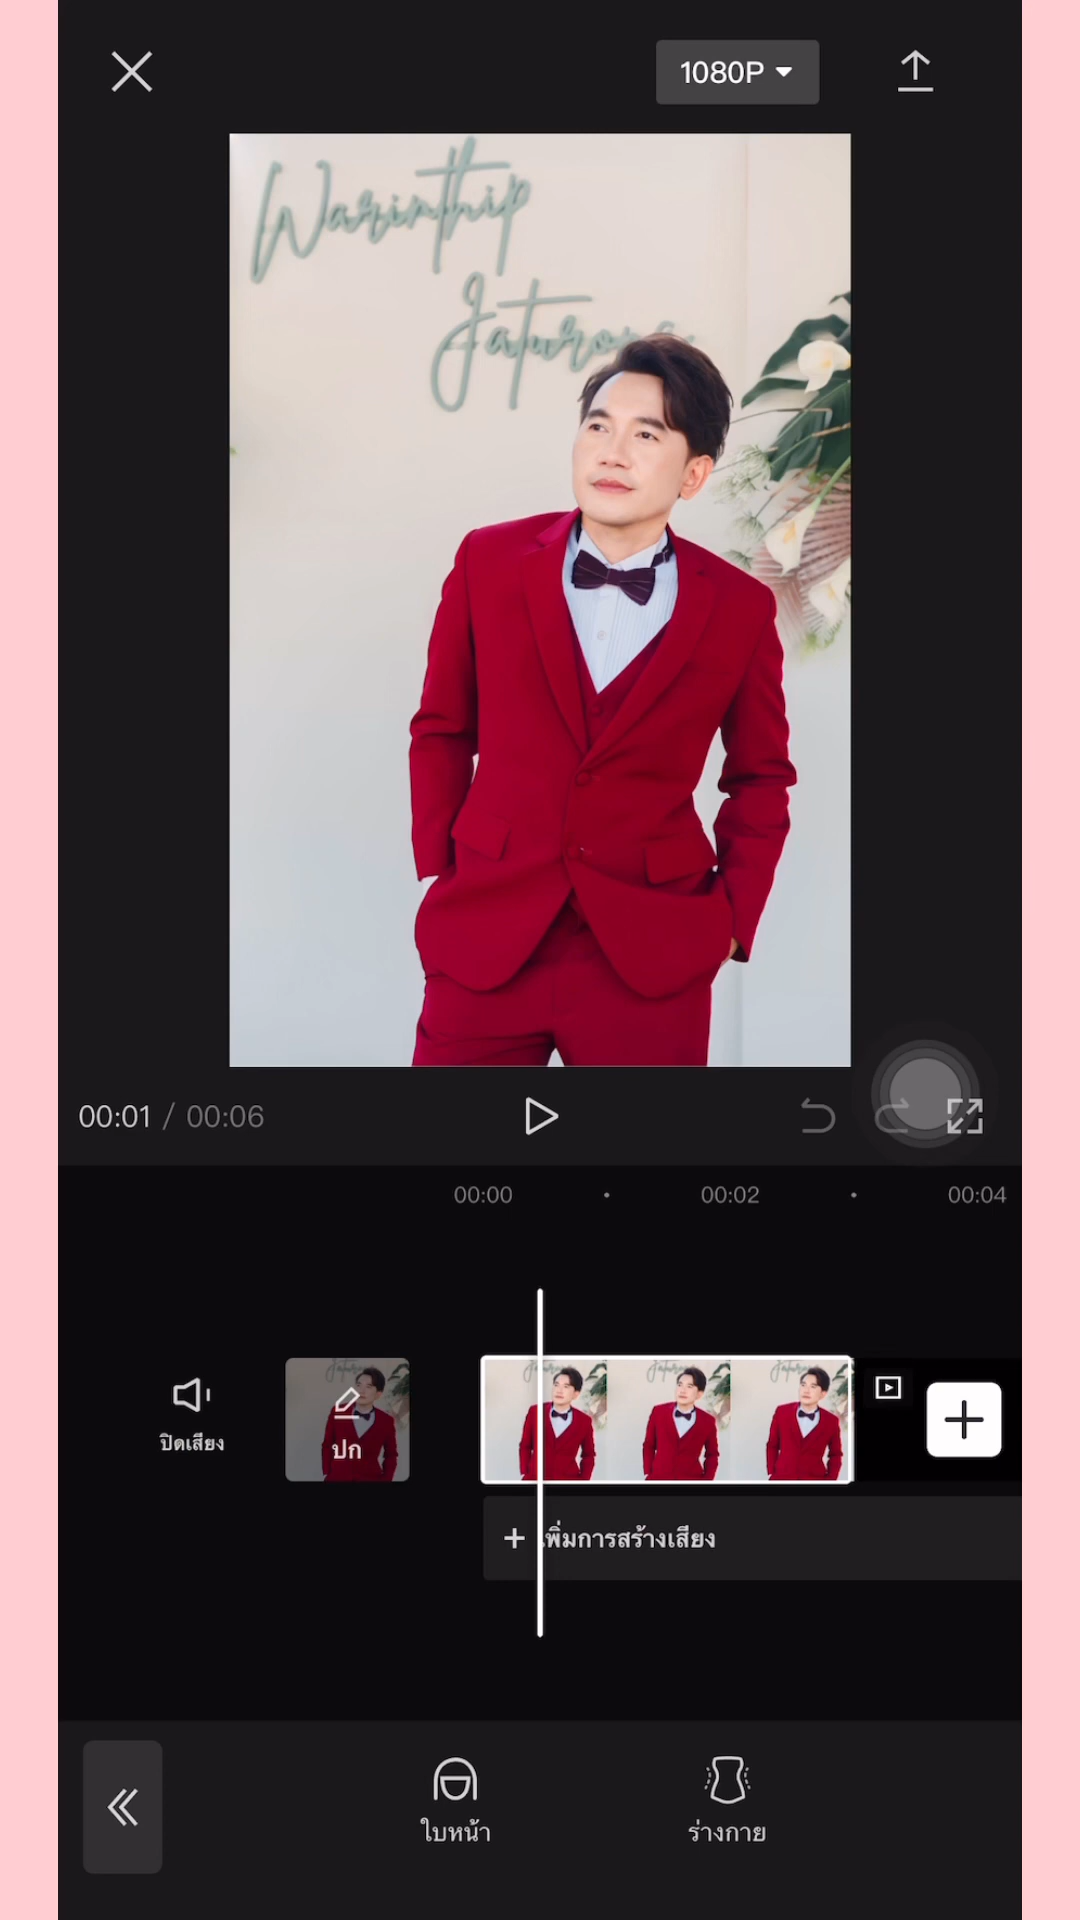 1080P
Warinthip
Jaturon
00:01 / 00:06
00:00
00:02
00:04
ปิดเสียง
ปก
+ เพิ่มการสร้างเสียง
ใบหน้า
ร่างกาย